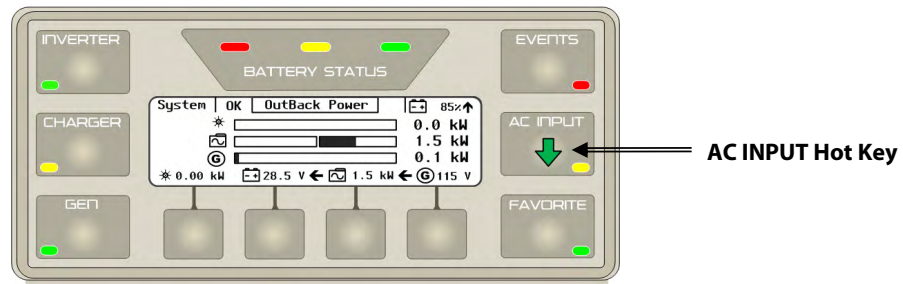 INVERTER
BATTERY STATUS
EVENTS
System OK OutBack Power 85%
0.0 kW
CHARGER
1.5 kW
AC INPUT
AC INPUT Hot Key
G 0.1 kW
0.00 kW 28.5 V 1.5 kW G 115 V
GEN
FAVORITE